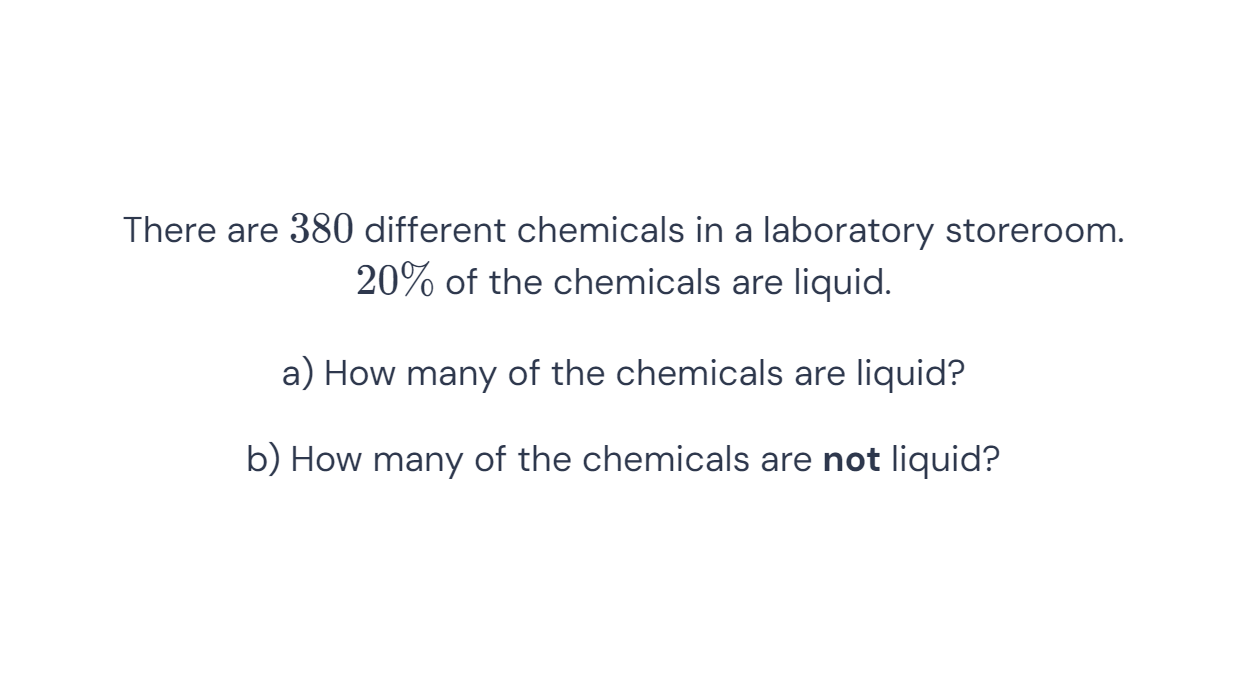 There are 380 different chemicals in a laboratory storeroom.
20% of the chemicals are liquid.
a) How many of the chemicals are liquid?
b) How many of the chemicals are not liquid?